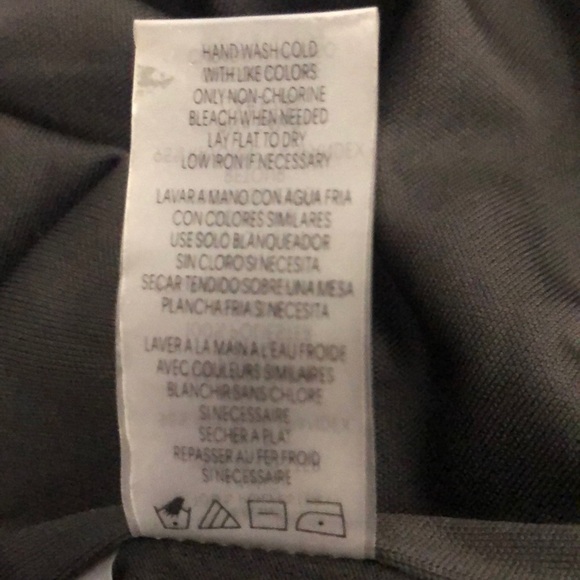 HAND WASH COLD
WITH LIKE COLORS
ONLY NON-CHLORINE
BLEACH WHEN NEEDED
LAY FLAT TO DRY
LOW IRON IF NECESSARY
LAVAR A MANO CON AGUA FRIA
CON COLORES SIMILARES
USE SOLO BLANQUEADOR
SIN CLORO SI NECESITA
SECAR TENDIDO SOBRE UNA MESA
PLANCHA FRIA SI NECESITA
LAVER A LA MAIN A L'EAU FROIDE
AVEC COULEURS SIMILAIRES
BLANCHIR SANS CHLORE
SI NECESSAIRE
SECHER A PLAT
REPASSER AU FER FROID
SI NECESSAIRE